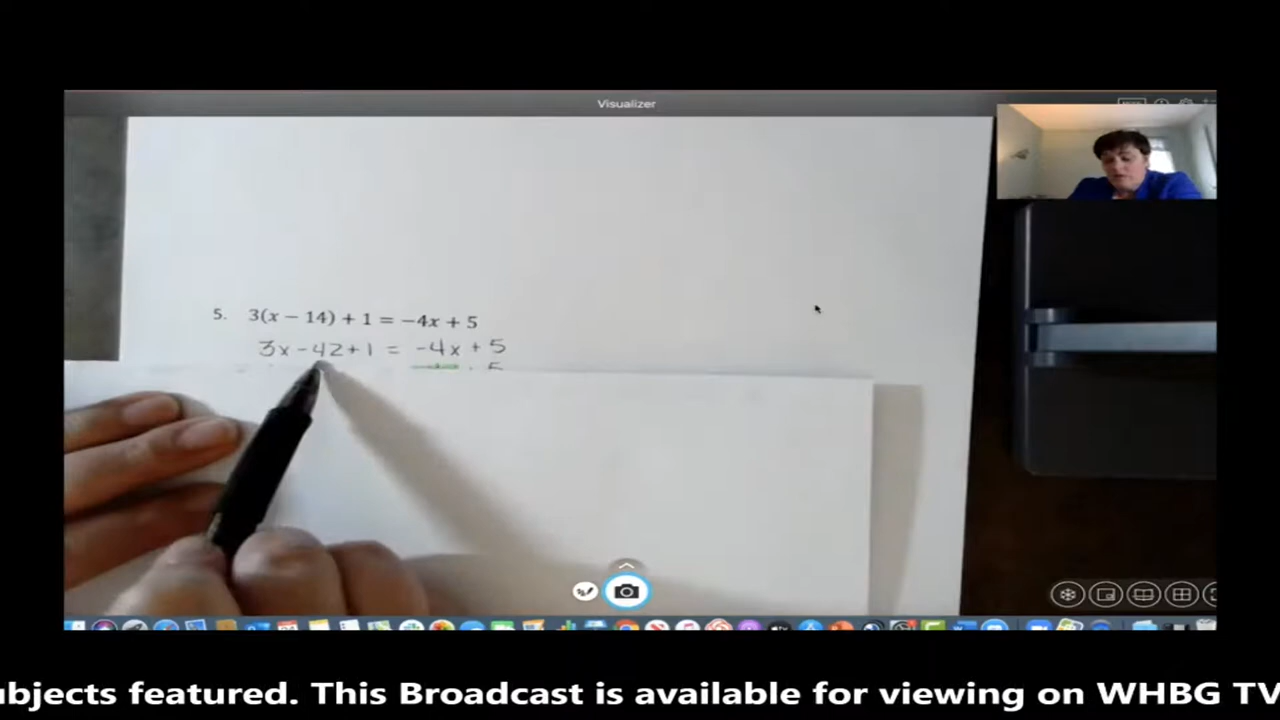 Visualizer
5. 3(x − 14) + 1 = −4x + 5
3x - 42 + 1 = -4x + 5
ubjects featured. This Broadcast is available for viewing on WHBG TV